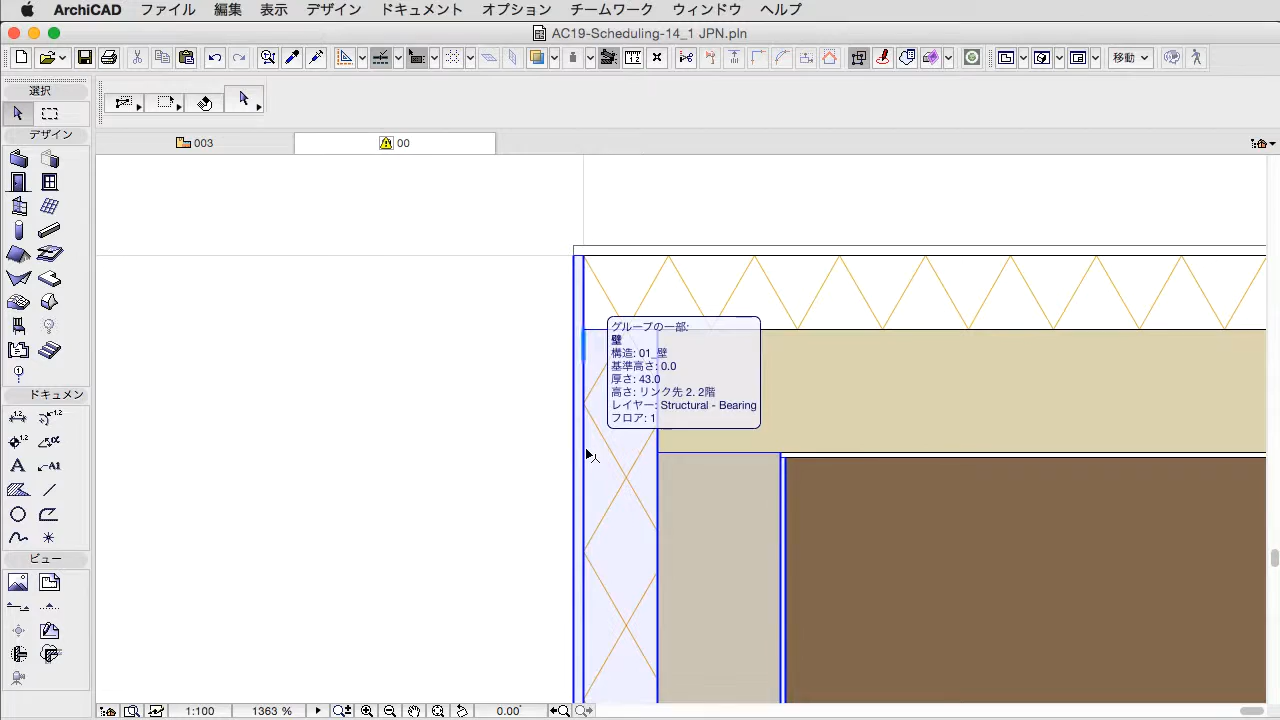 ArchiCAD ファイル 編集 表示 デザイン ドキュメント オプション チームワーク ウィンドウ ヘルプ
AC19-Scheduling-14_1 JPN.pln
移動
選択
003
00
デザイン
グループの一部:
壁
構造: 01_壁
基準高さ: 0.0
厚さ: 43.0
高さ: リンク先 2. 2階
レイヤー: Structural - Bearing
フロア: 1
ドキュメン
A
A1
ビュー
1:100
1363 %
0.00°